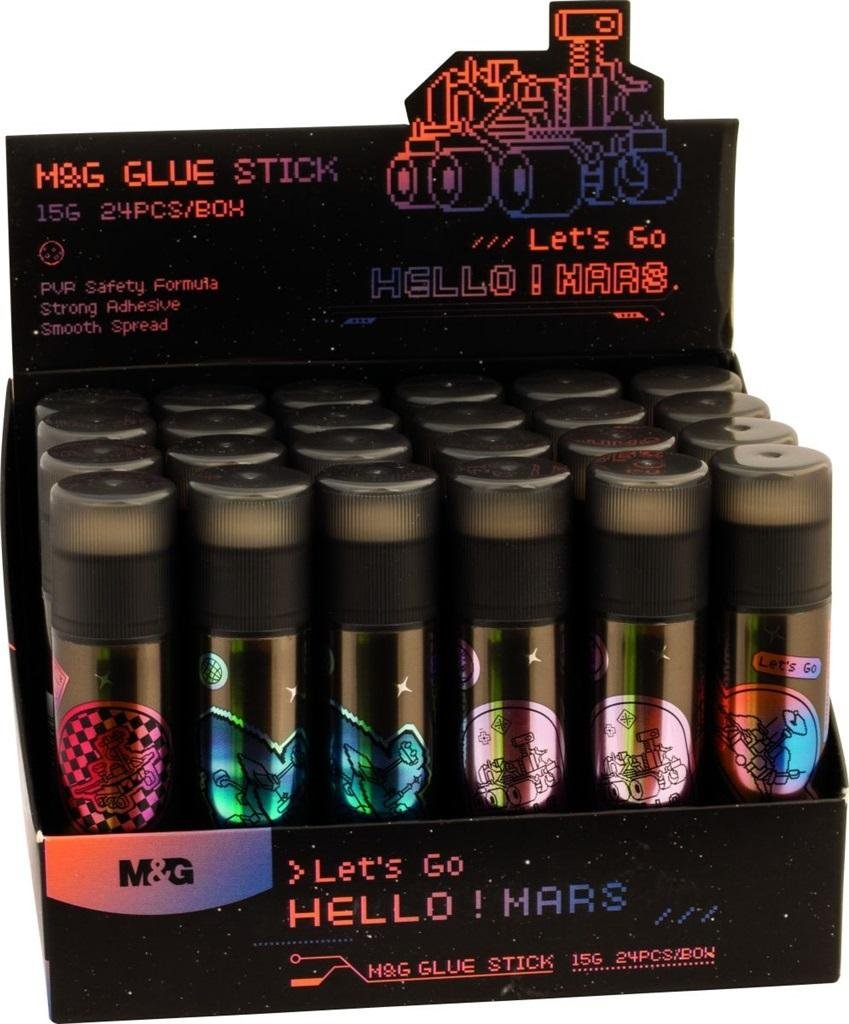 M&G GLUE STICK
15G 24PCS/BOX
PVP Safety Formula
Strong Adhesive
Smooth Spread
/// Let's Go
HELLO! MARS.
Let's Go
M&G
>Let's Go
HELLO! MARS ///
M&G GLUE STICK 15G 24PCS/BOX